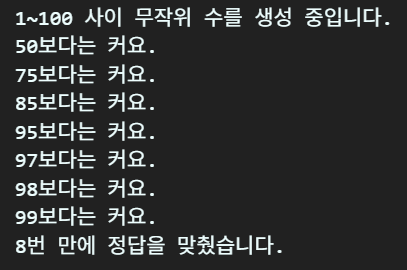 1~100 사이 무작위 수를 생성 중입니다.
50보다는 커요.
75보다는 커요.
85보다는 커요.
95보다는 커요.
97보다는 커요.
98보다는 커요.
99보다는 커요.
8번 만에 정답을 맞췄습니다.